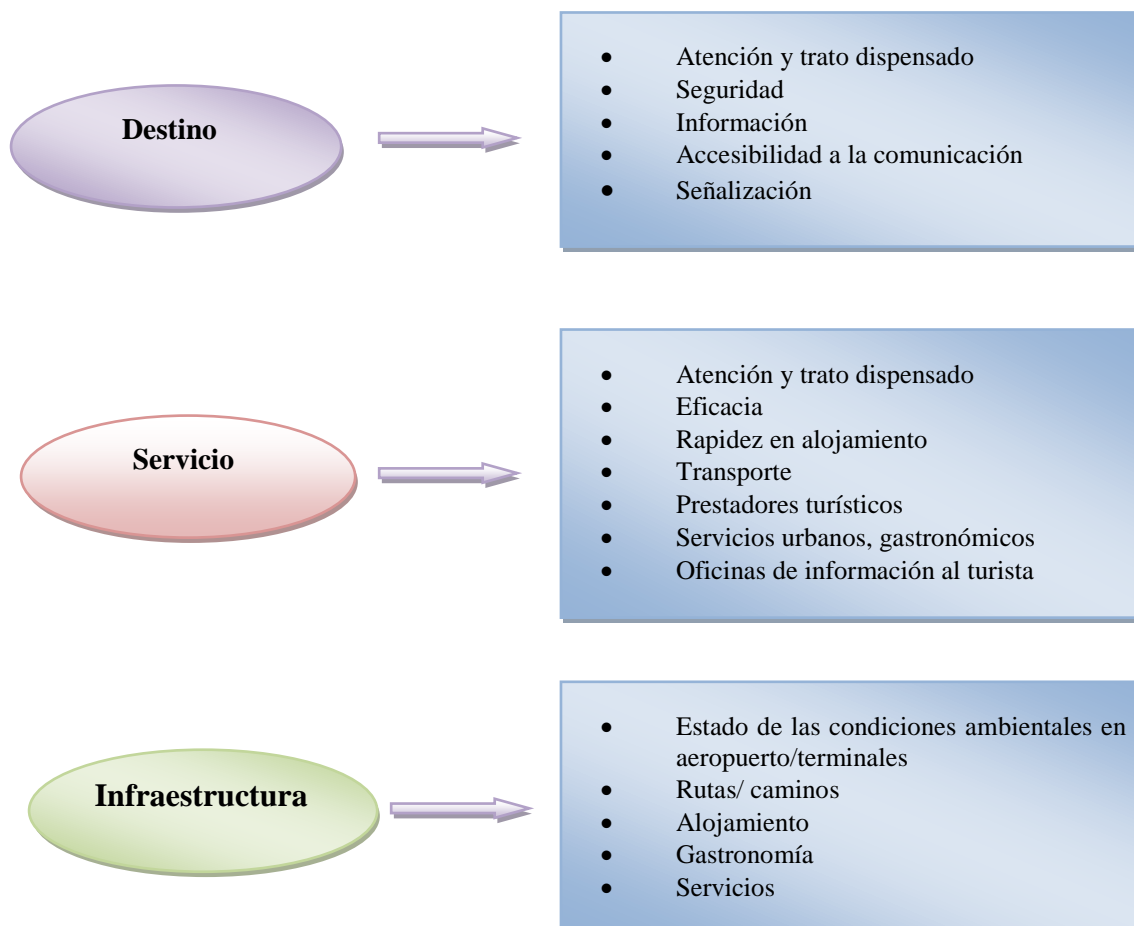 Destino
• Atención y trato dispensado
• Seguridad
• Información
• Accesibilidad a la comunicación
• Señalización
Servicio
• Atención y trato dispensado
• Eficacia
• Rapidez en alojamiento
• Transporte
• Prestadores turísticos
• Servicios urbanos, gastronómicos
• Oficinas de información al turista
Infraestructura
• Estado de las condiciones ambientales en
aeropuerto/terminales
• Rutas/ caminos
• Alojamiento
• Gastronomía
• Servicios